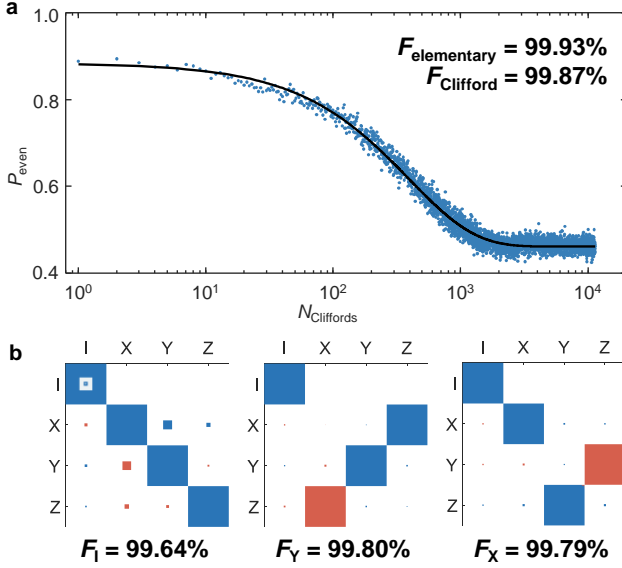 a
F_elementary = 99.93%
F_Clifford = 99.87%
1.0
0.8
0.6
0.4
P_even
10^0 10^1 10^2 10^3 10^4
N_Cliffords
b
I X Y Z I X Y Z I X Y Z
I I I
X X X
Y Y Y
Z Z Z
F_I = 99.64% F_Y = 99.80% F_X = 99.79%